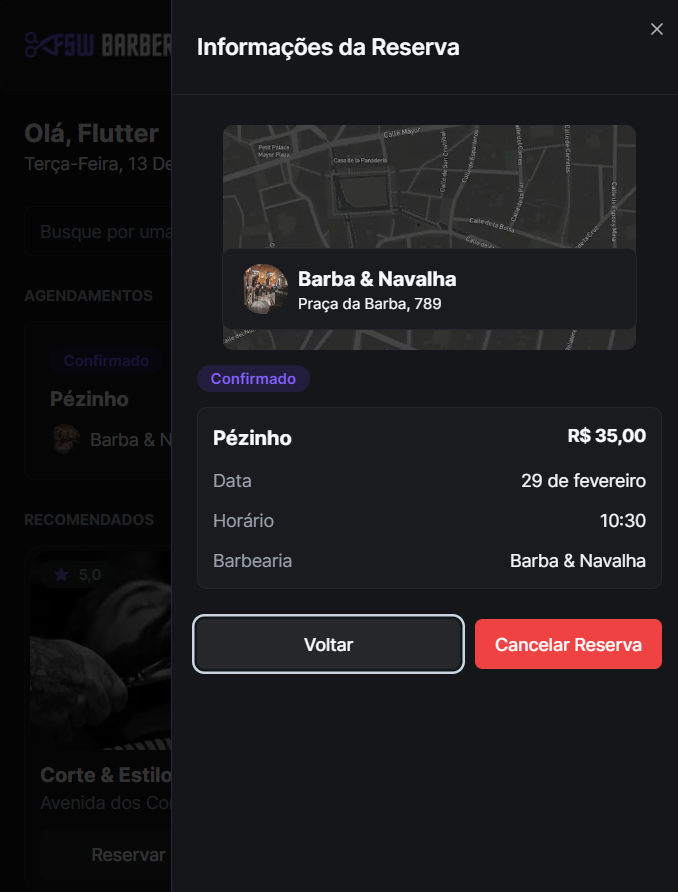 FSW BARBER
Olá, Flutter
Terça-Feira, 13 De
Busque por uma
AGENDAMENTOS
Confirmado
Pézinho
Barba & N
RECOMENDADOS
5,0
Corte & Estilo
Avenida dos Co
Reservar
Informações da Reserva
Calle Mayor
Petit Palace
Mayor Plaza
Casa de la Panadería
Calle de la Bolsa
Barba & Navalha
Praça da Barba, 789
Confirmado
Pézinho
R$ 35,00
Data
29 de fevereiro
Horário
10:30
Barbearia
Barba & Navalha
Voltar
Cancelar Reserva